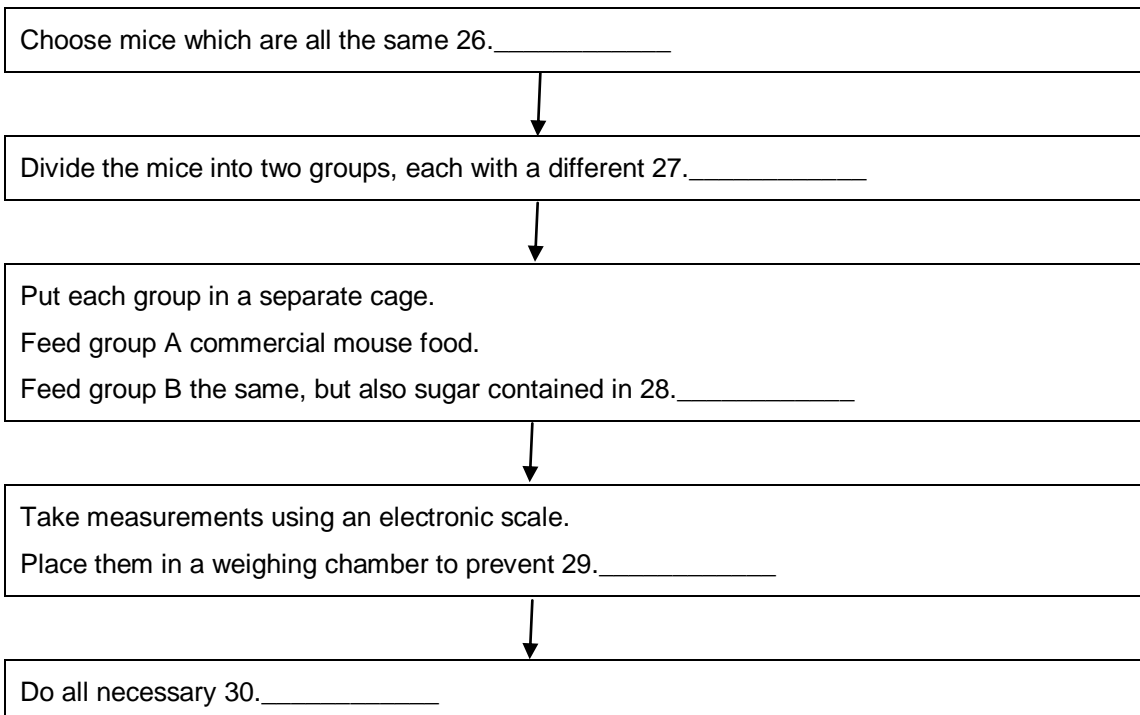 Choose mice which are all the same 26.____________
Divide the mice into two groups, each with a different 27.____________
Put each group in a separate cage.
Feed group A commercial mouse food.
Feed group B the same, but also sugar contained in 28.____________
Take measurements using an electronic scale.
Place them in a weighing chamber to prevent 29.____________
Do all necessary 30.____________